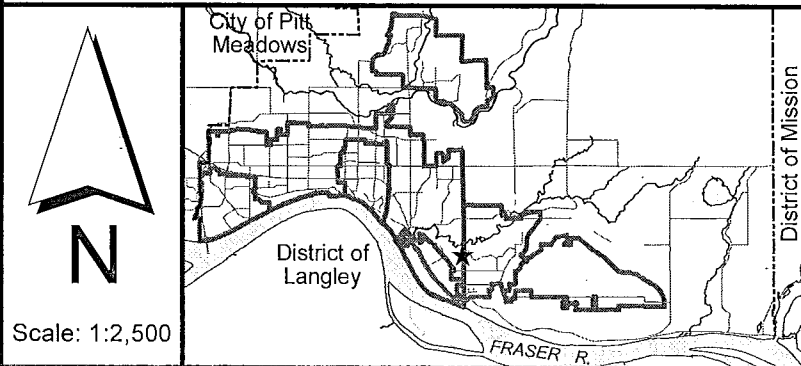 City of Pitt
Meadows
District of Mission
N
District of
Langley
Scale: 1:2,500
FRASER R.